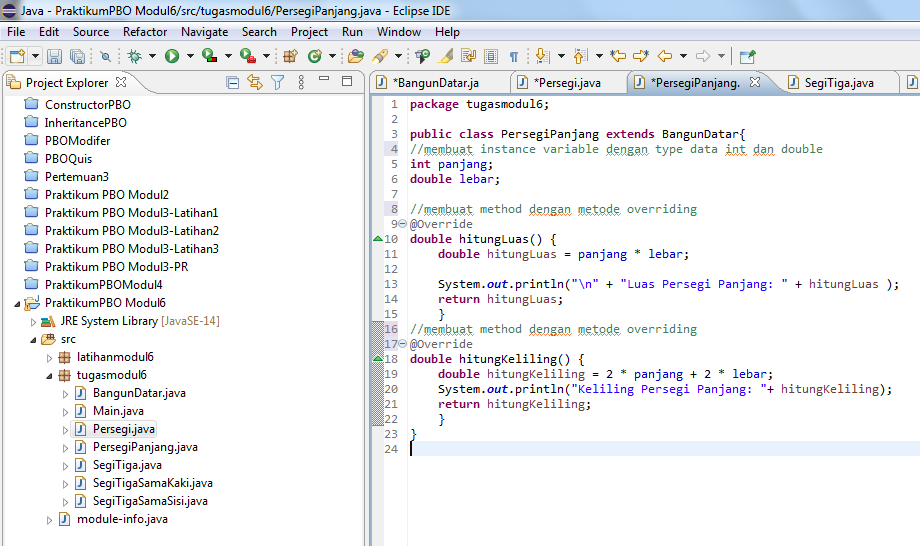 Java - PraktikumPBO Modul6/src/tugasmodul6/PersegiPanjang.java - Eclipse IDE
File Edit Source Refactor Navigate Search Project Run Window Help
Project Explorer
ConstructorPBO
InheritancePBO
PBOModifer
PBOQuis
Pertemuan3
Praktikum PBO Modul2
Praktikum PBO Modul3-Latihan1
Praktikum PBO Modul3-Latihan2
Praktikum PBO Modul3-Latihan3
Praktikum PBO Modul3-PR
PraktikumPBOModul4
PraktikumPBO Modul6
JRE System Library [JavaSE-14]
src
latihanmodul6
tugasmodul6
BangunDatar.java
Main.java
Persegi.java
PersegiPanjang.java
SegiTiga.java
SegiTigaSamaKaki.java
SegiTigaSamaSisi.java
module-info.java
*BangunDatar.ja *Persegi.java *PersegiPanjang. SegiTiga.java
1 package tugasmodul6;
2
3 public class PersegiPanjang extends BangunDatar{
4 //membuat instance variable dengan type data int dan double
5 int panjang;
6 double lebar;
7
8 //membuat method dengan metode overriding
9 @Override
10 double hitungLuas() {
11 double hitungLuas = panjang * lebar;
12
13 System.out.println("\n" + "Luas Persegi Panjang: " + hitungLuas );
14 return hitungLuas;
15 }
16 //membuat method dengan metode overriding
17 @Override
18 double hitungKeliling() {
19 double hitungKeliling = 2 * panjang + 2 * lebar;
20 System.out.println("Keliling Persegi Panjang: "+ hitungKeliling);
21 return hitungKeliling;
22 }
23 }
24